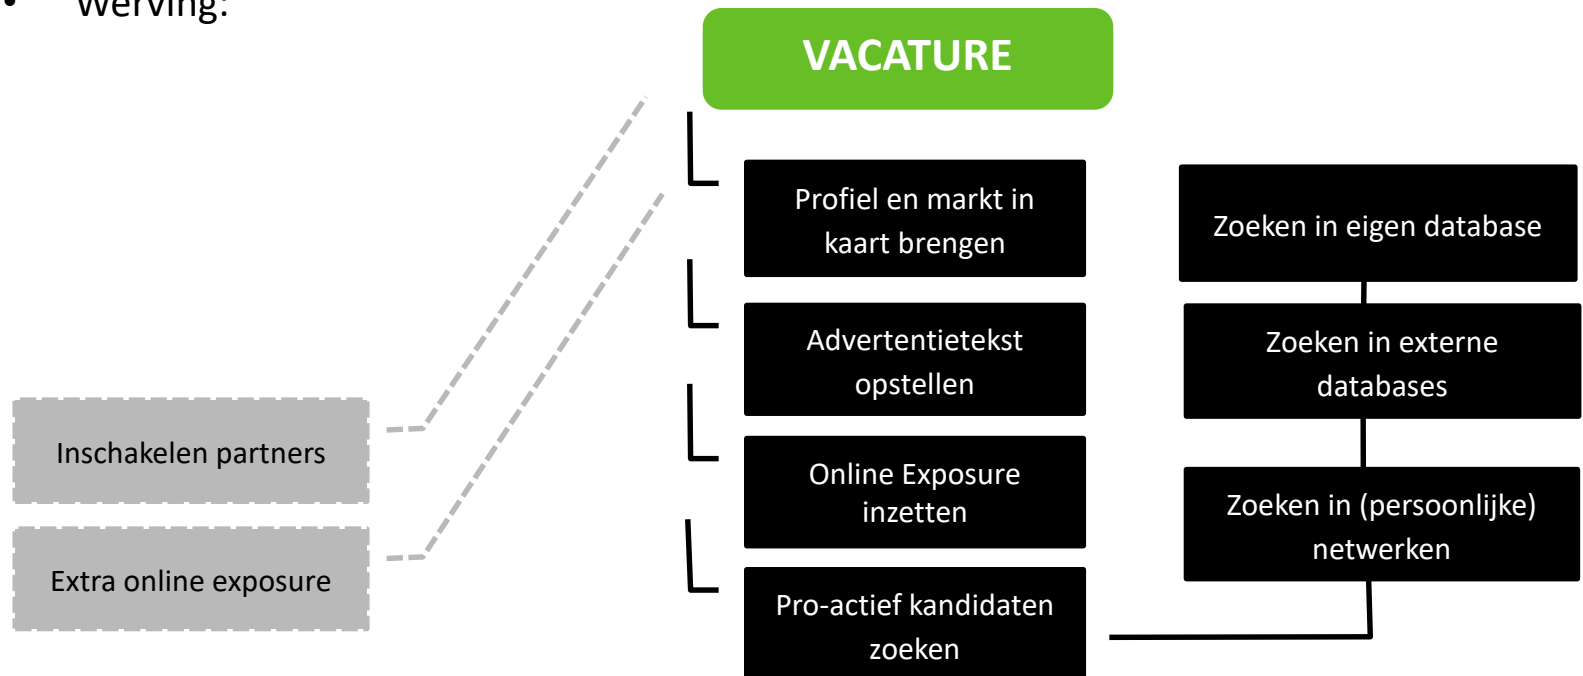 • Werving:
VACATURE
Profiel en markt in
kaart brengen
Advertentietekst
opstellen
Online Exposure
inzetten
Pro-actief kandidaten
zoeken
Zoeken in eigen database
Zoeken in externe
databases
Zoeken in (persoonlijke)
netwerken
Inschakelen partners
Extra online exposure